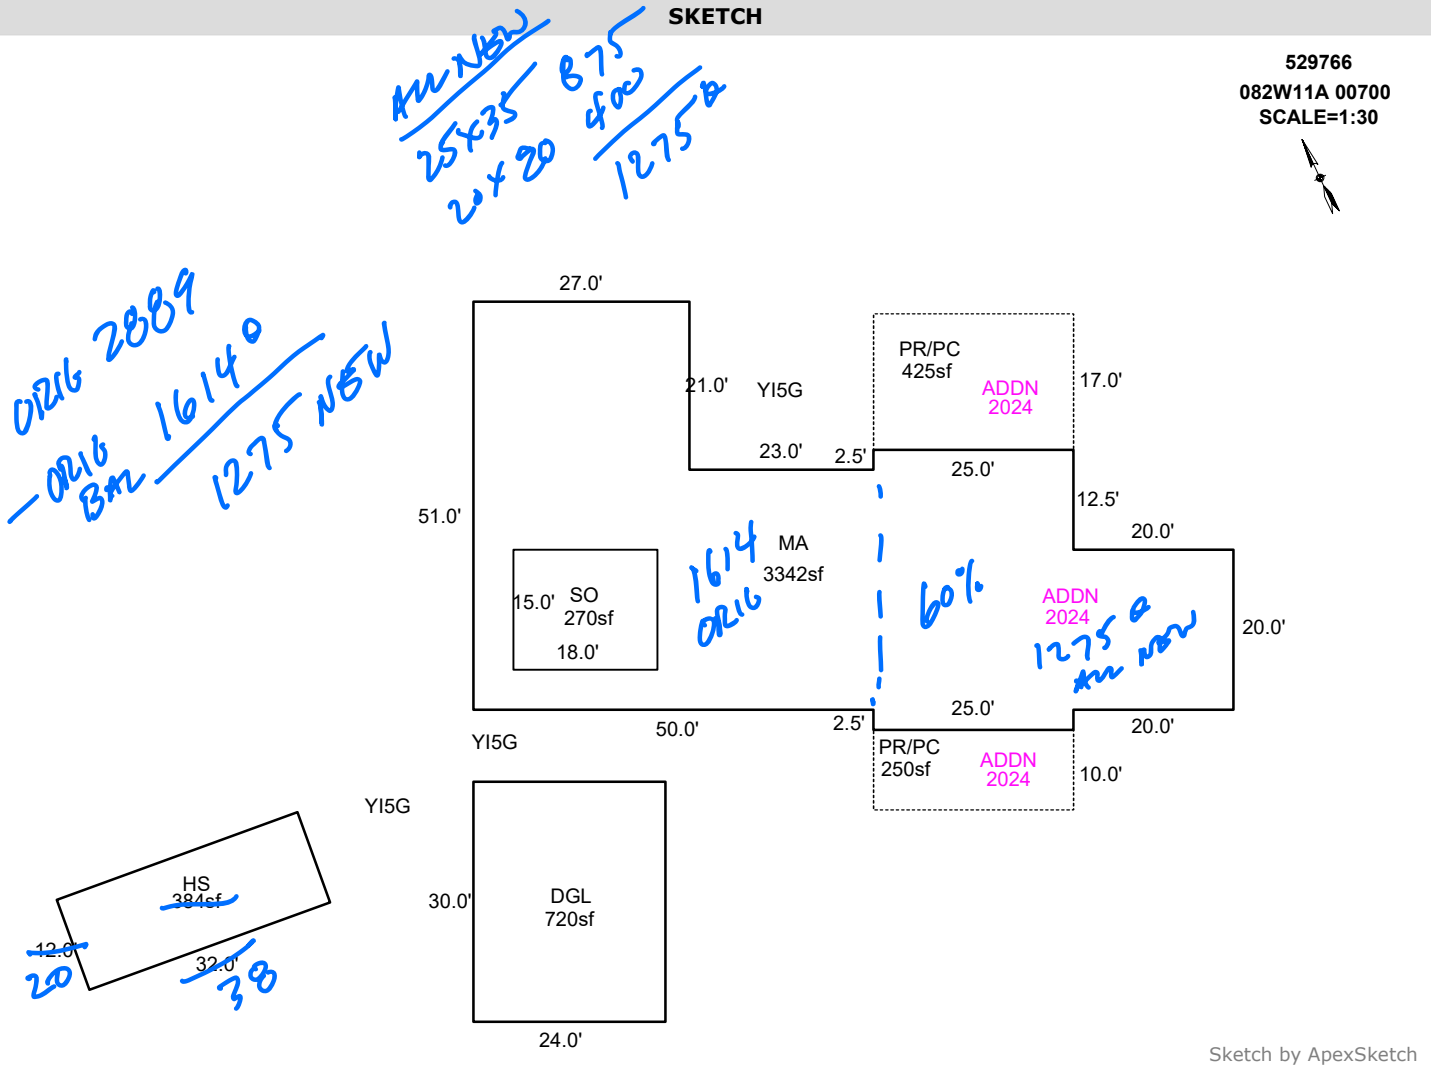 SKETCH
529766
082W11A 00700
SCALE=1:30
ALL NEW
25X35 875
20X20 400
1275
ORIG 2889
- ORIG BAL 1614
1275 NEW
27.0'
21.0'
YI5G
23.0'
2.5'
PR/PC
425sf
ADDN
2024
17.0'
25.0'
12.5'
20.0'
51.0'
MA
3342sf
1614
ORIG
60%
ADDN
2024
1275
ALL NEW
20.0'
15.0'
SO
270sf
18.0'
50.0'
2.5'
25.0'
20.0'
YI5G
PR/PC
250sf
ADDN
2024
10.0'
YI5G
HS
384sf
12.0'
20
32.0'
38
30.0'
DGL
720sf
24.0'
Sketch by ApexSketch